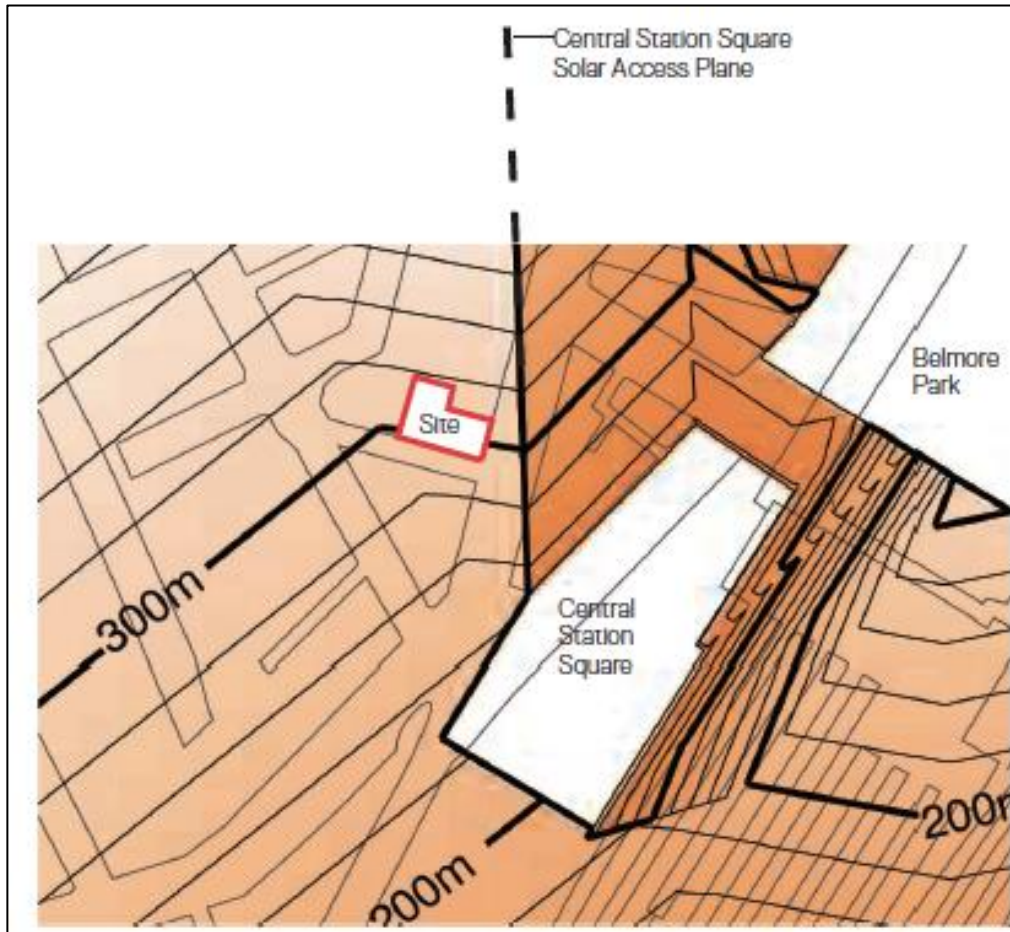 Central Station Square
Solar Access Plane
Belmore
Park
Site
300m
Central
Station
Square
200m
200m